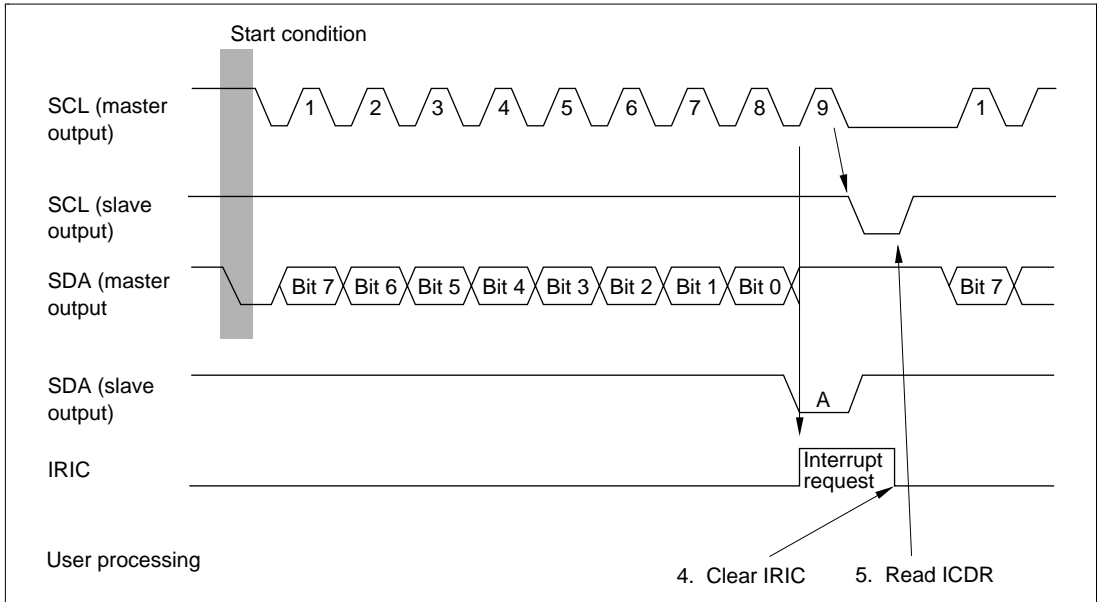 Start condition
SCL (master
output)
1 2 3 4 5 6 7 8 9 1
SCL (slave
output)
SDA (master
output
Bit 7 Bit 6 Bit 5 Bit 4 Bit 3 Bit 2 Bit 1 Bit 0 Bit 7
SDA (slave
output)
A
IRIC
Interrupt
request
User processing
4. Clear IRIC 5. Read ICDR